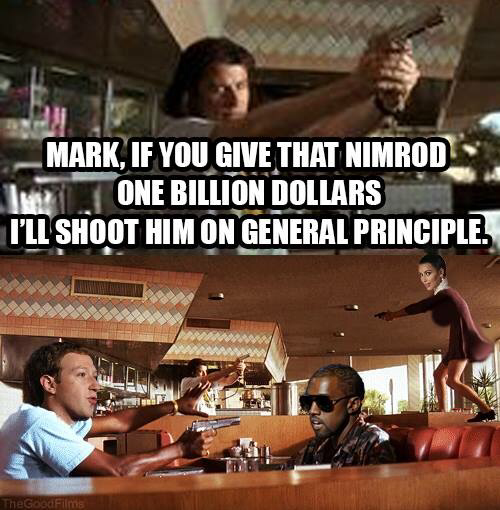 MARK, IF YOU GIVE THAT NIMROD
ONE BILLION DOLLARS
I'LL SHOOT HIM ON GENERAL PRINCIPLE.
TheGoodFilms